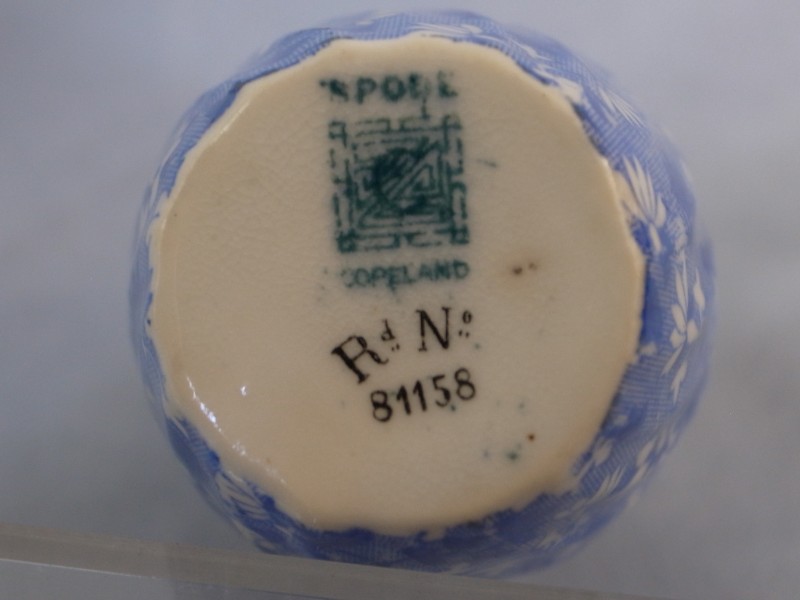 SPODE
COPELAND
Rd No
81158